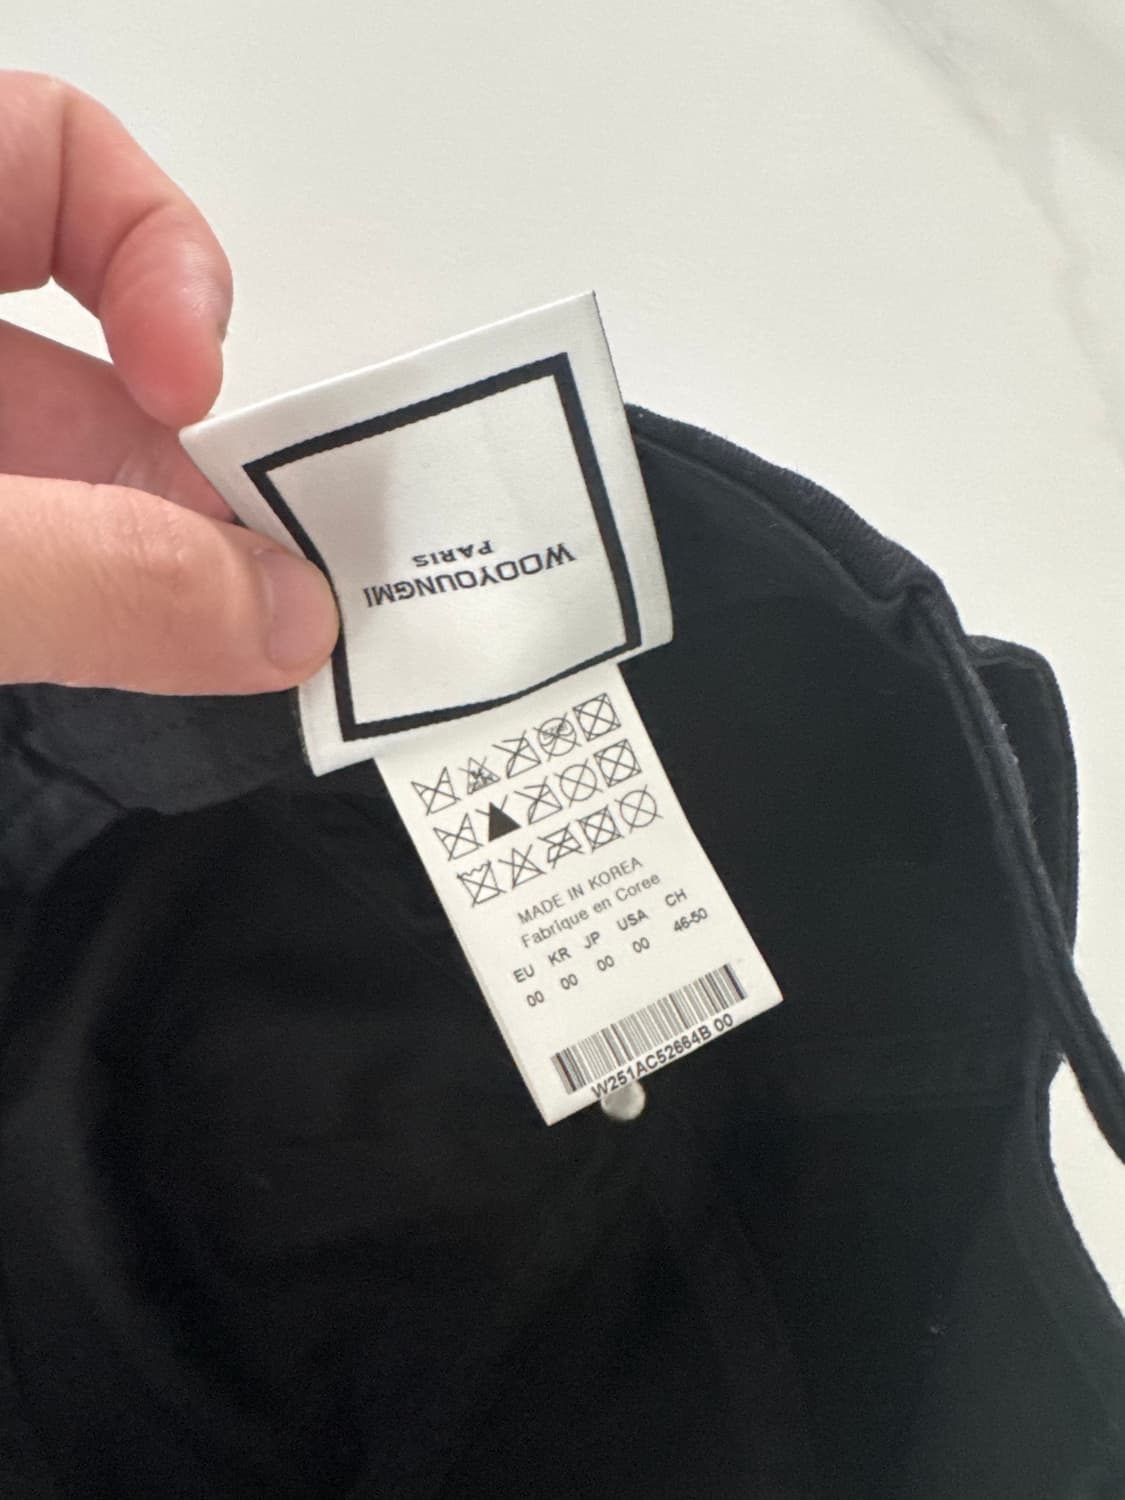 WOOYOUNGMI
PARIS
MADE IN KOREA
Fabrique en Coree
EU KR JP USA CH
00 00 00 00 46-50
W251AC52664B 00